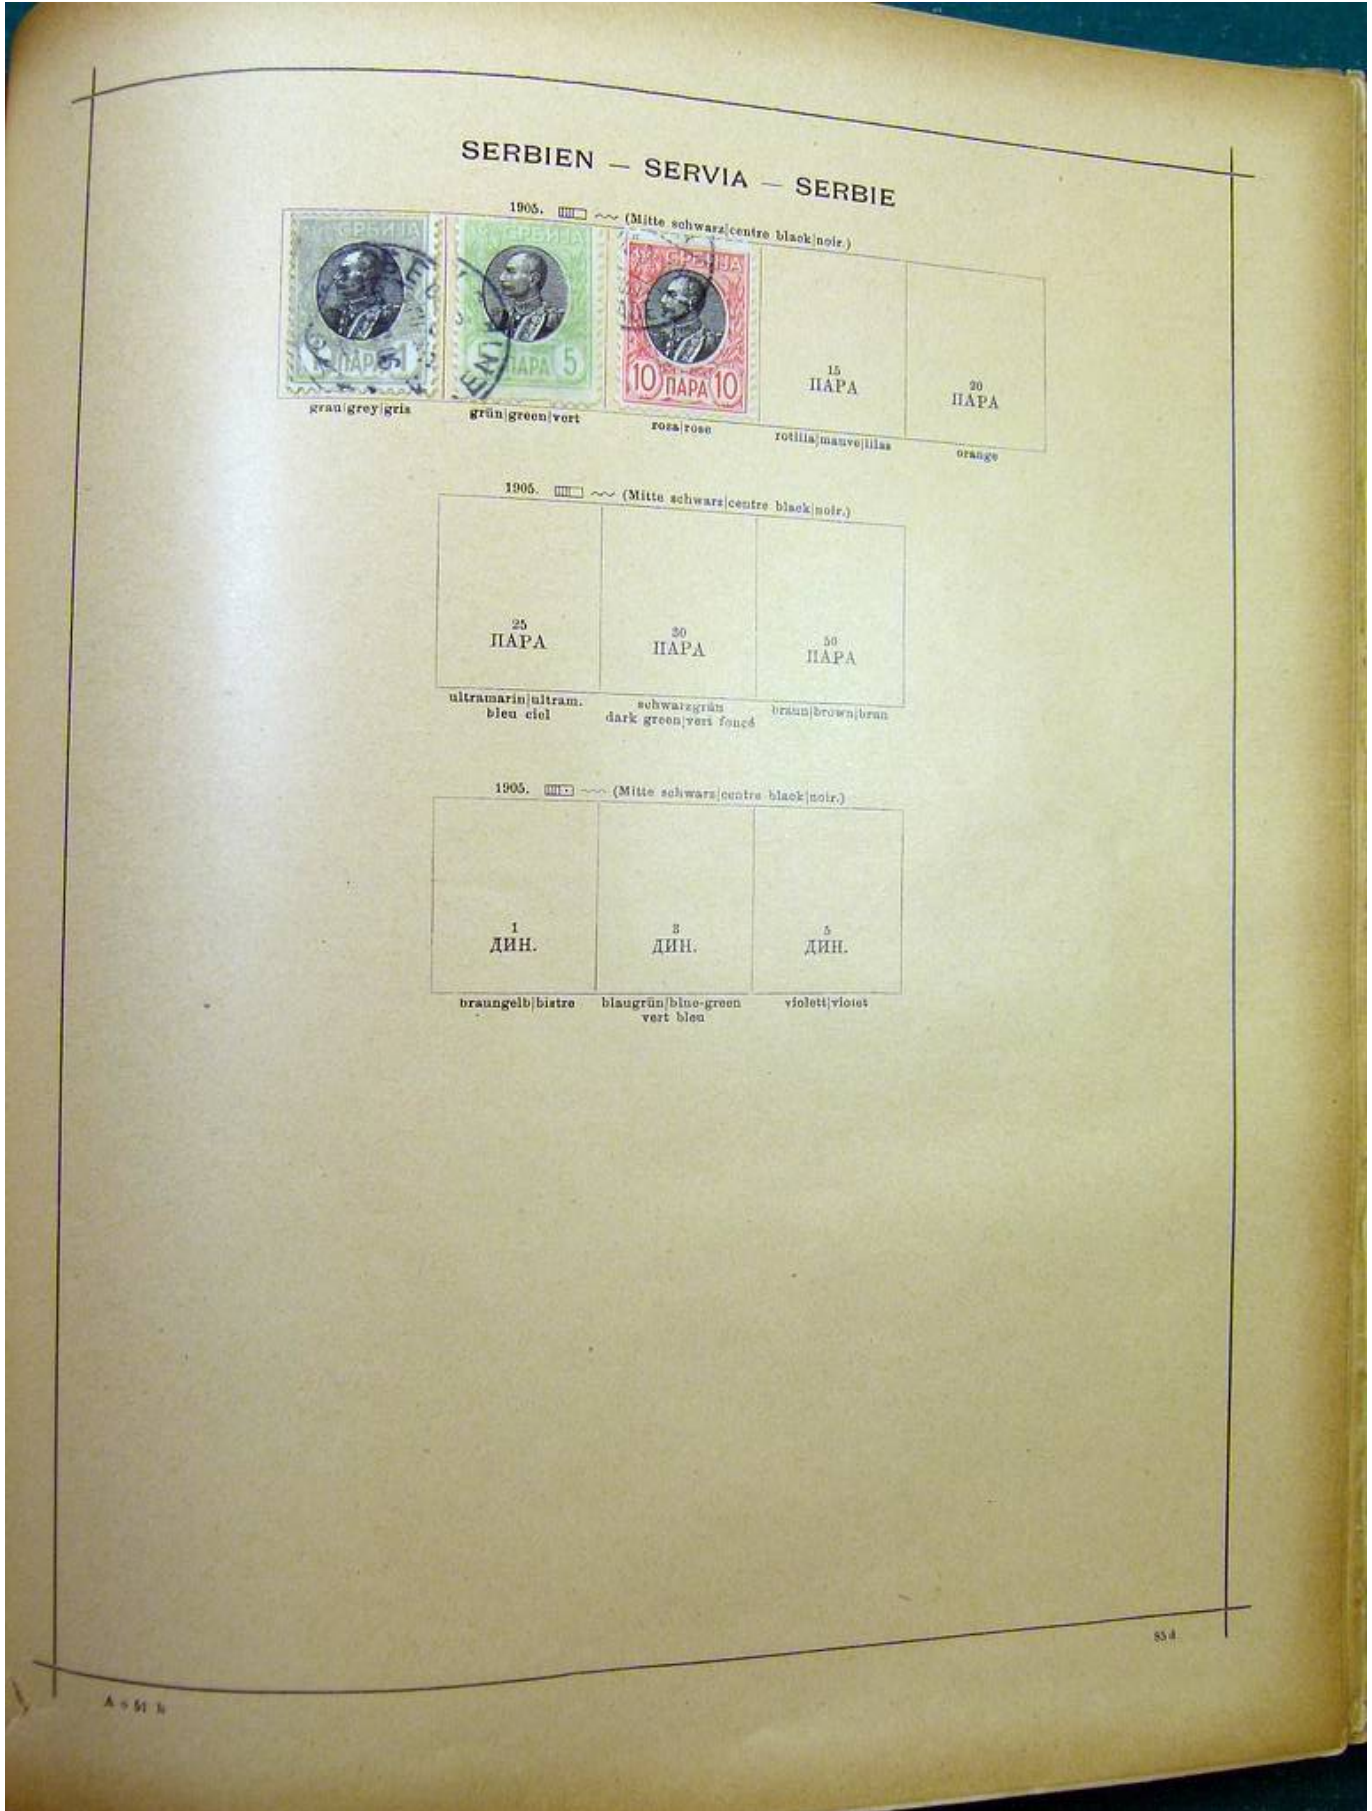 SERBIEN — SERVIA — SERBIE
1905. (Mitte schwarz|centre black|noir.)
СРБИЈА
СРБИЈА
СРБИЈА
ПАРА 1
ПАРА 5
10 ПАРА 10
15
ПАРА
20
ПАРА
grau|grey|gris
grün|green|vert
rosa|rose
rotlila|mauve|lilas
orange
1905. (Mitte schwarz|centre black|noir.)
25
ПАРА
30
ПАРА
50
ПАРА
ultramarin|ultram.
bleu ciel
schwarzgrün
dark green|vert foncé
braun|brown|brun
1905. (Mitte schwarz|centre black|noir.)
1
ДИН.
3
ДИН.
5
ДИН.
braungelb|bistre
blaugrün|blue-green
vert bleu
violett|violet
85 d